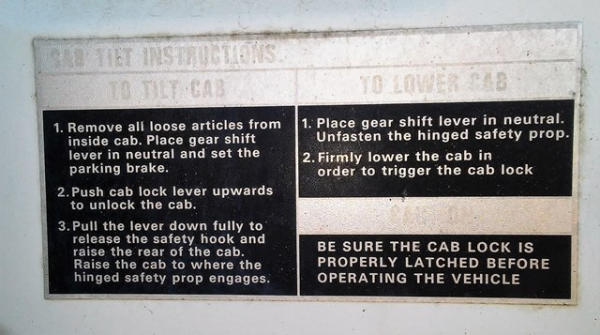 CAB TILT INSTRUCTIONS
TO TILT CAB
1. Remove all loose articles from
inside cab. Place gear shift
lever in neutral and set the
parking brake.
2. Push cab lock lever upwards
to unlock the cab.
3. Pull the lever down fully to
release the safety hook and
raise the rear of the cab.
Raise the cab to where the
hinged safety prop engages.
TO LOWER CAB
1. Place gear shift lever in neutral.
Unfasten the hinged safety prop.
2. Firmly lower the cab in
order to trigger the cab lock
CAUTION
BE SURE THE CAB LOCK IS
PROPERLY LATCHED BEFORE
OPERATING THE VEHICLE